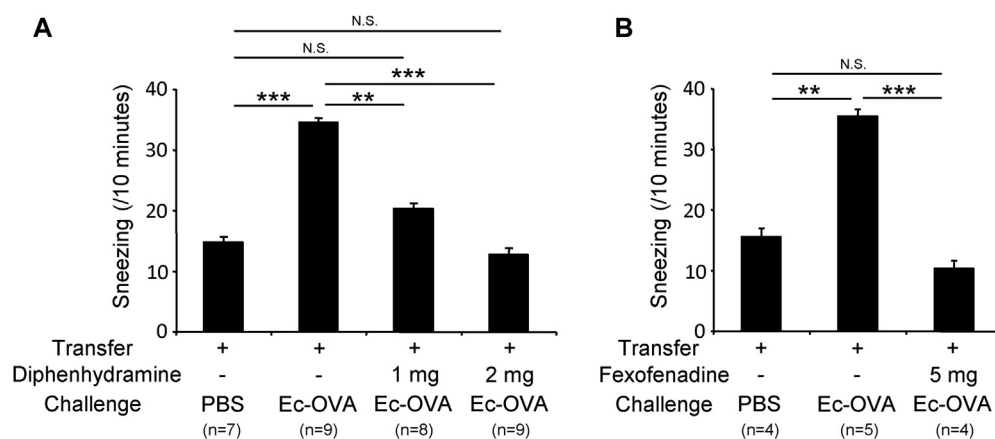 A
N.S.
N.S.
***
*** **
Sneezing (/10 minutes)
40
30
20
10
0
Transfer + + + +
Diphenhydramine - - 1 mg 2 mg
Challenge PBS Ec-OVA Ec-OVA Ec-OVA
(n=7) (n=9) (n=8) (n=9)
B
N.S.
** ***
Sneezing (/10 minutes)
40
30
20
10
0
Transfer + + +
Fexofenadine - - 5 mg
Challenge PBS Ec-OVA Ec-OVA
(n=4) (n=5) (n=4)